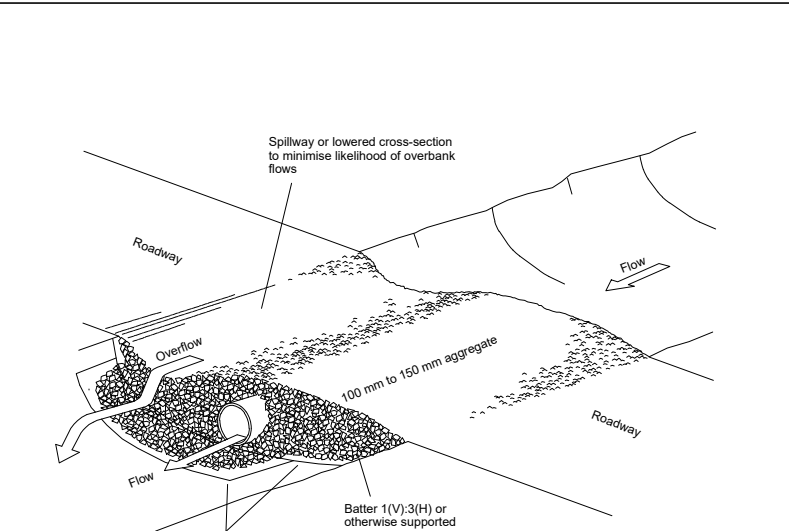 Spillway or lowered cross-section
to minimise likelihood of overbank
flows
Roadway
Flow
Overflow
100 mm to 150 mm aggregate
Roadway
Flow
Batter 1(V):3(H) or
otherwise supported